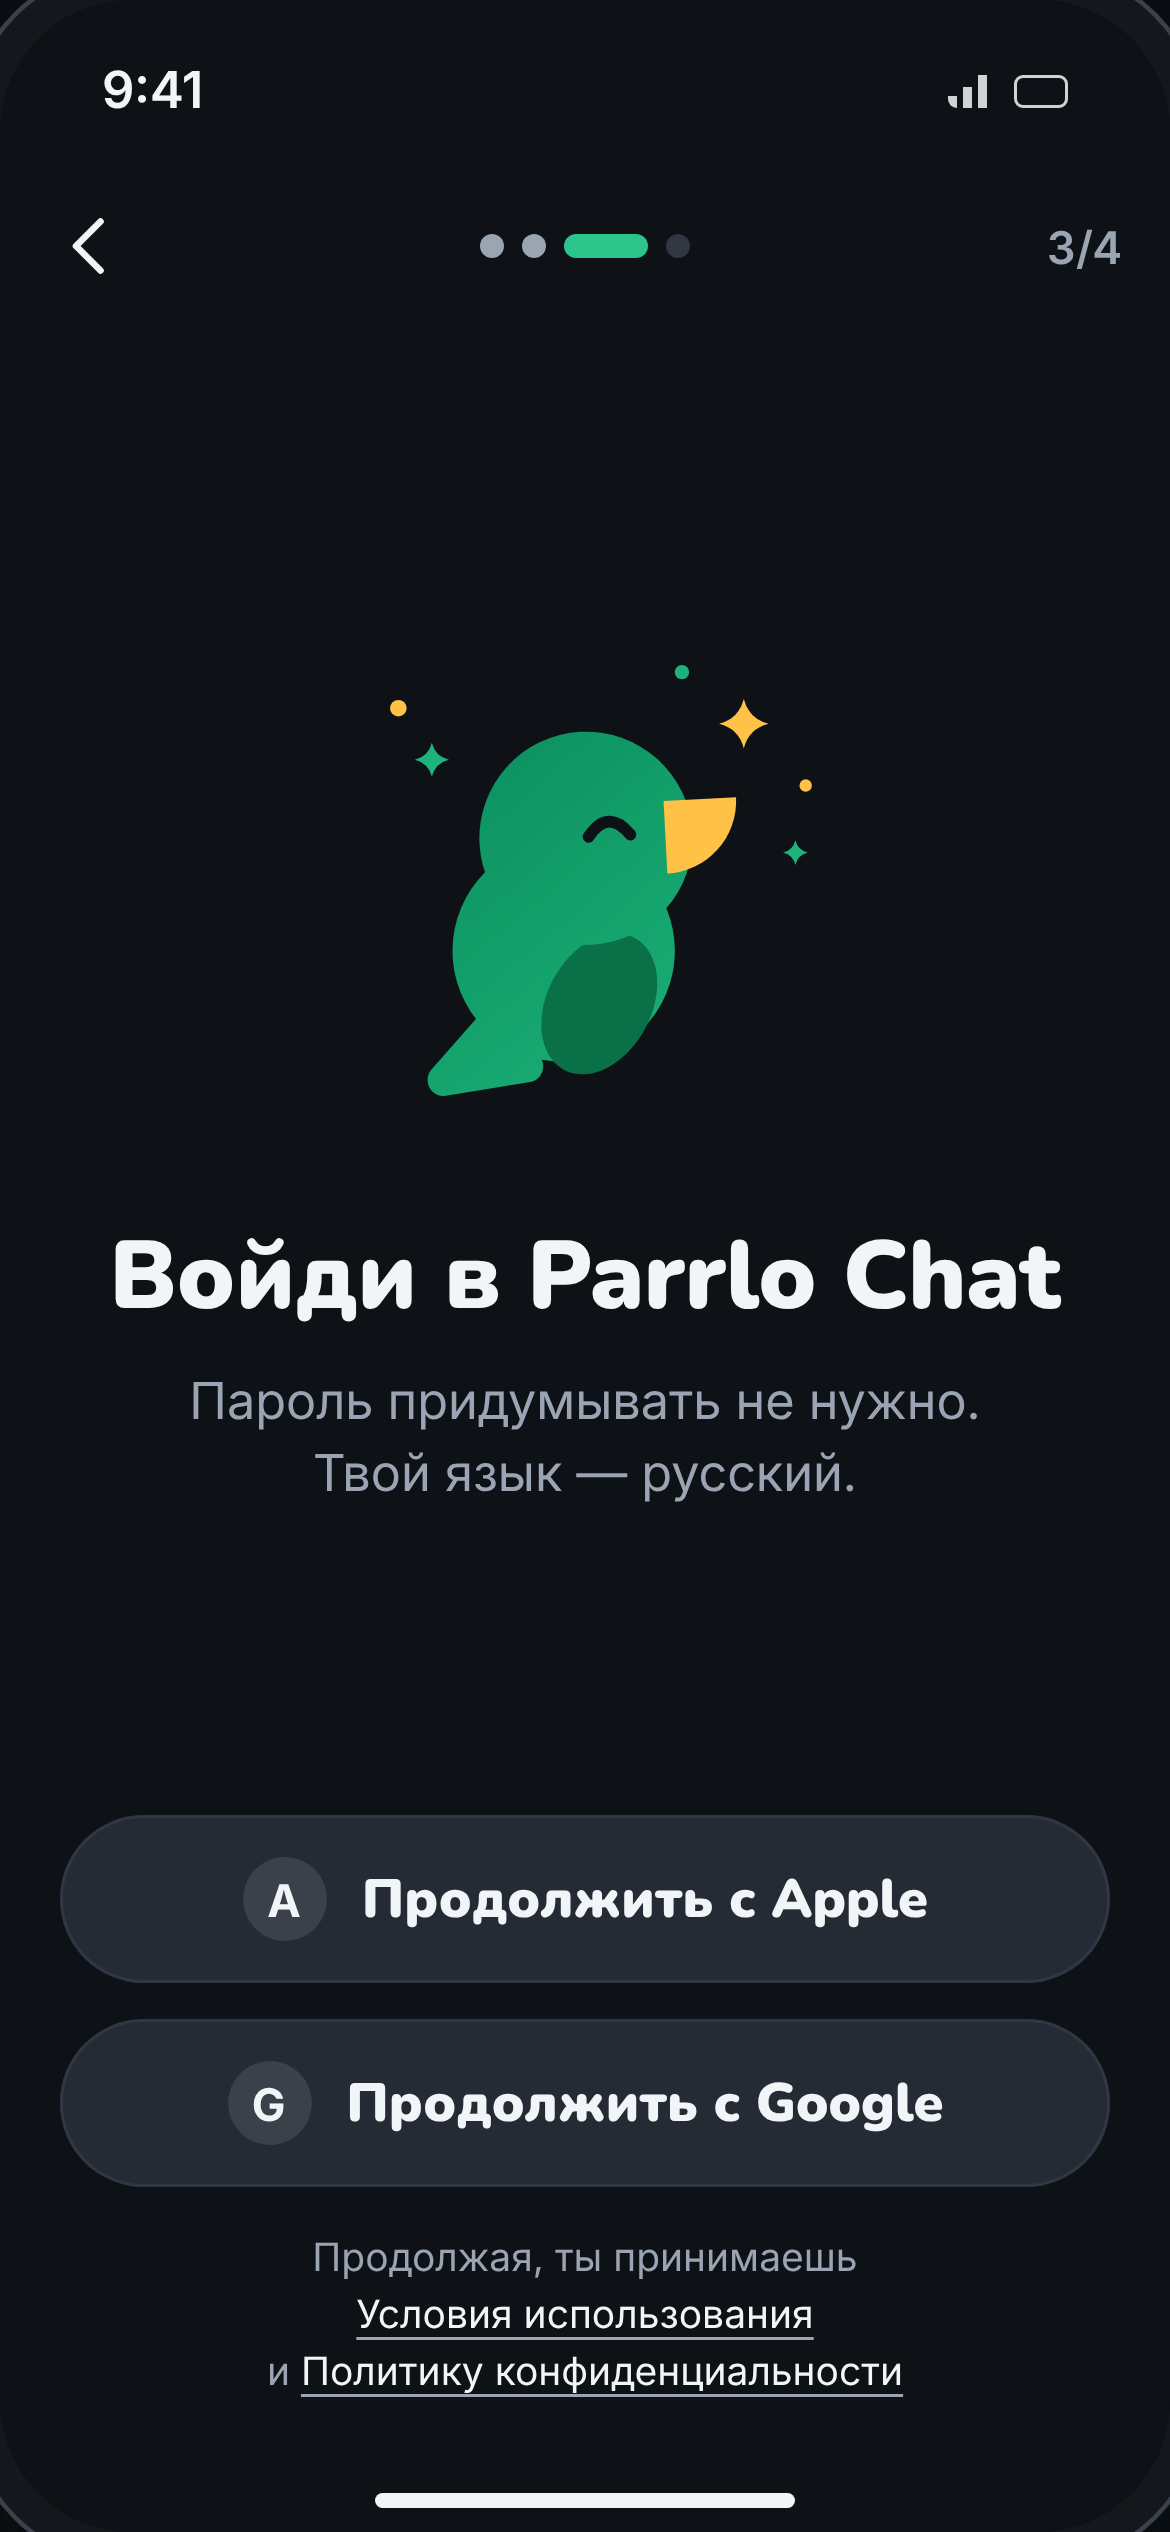 9:41
3/4
Войди в Parrlo Chat
Пароль придумывать не нужно.
Твой язык — русский.
A Продолжить с Apple
G Продолжить с Google
Продолжая, ты принимаешь
Условия использования
и Политику конфиденциальности